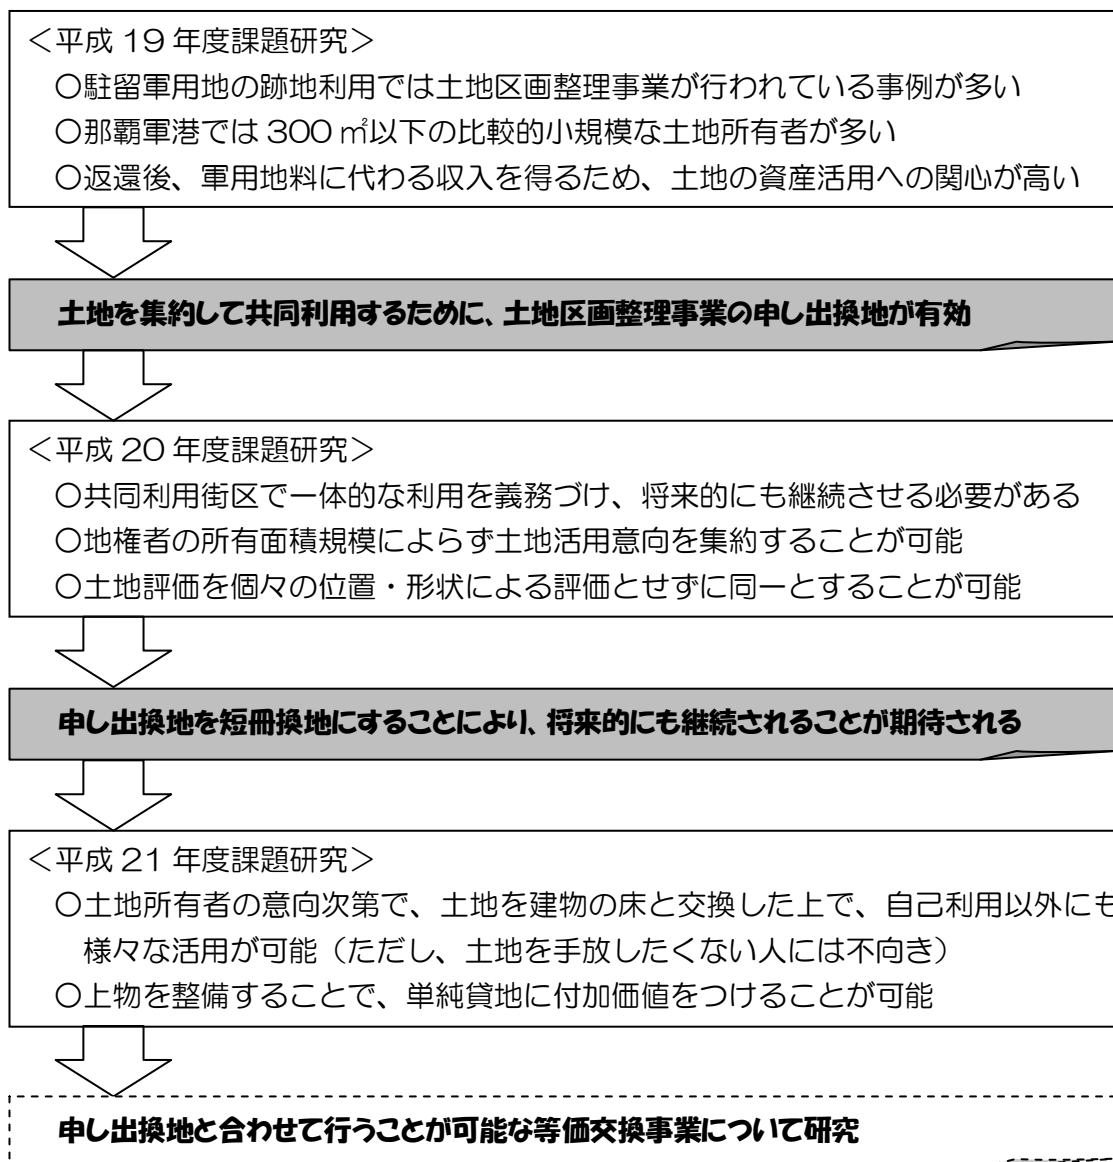 ＜平成 19 年度課題研究＞
○駐留軍用地の跡地利用では土地区画整理事業が行われている事例が多い
○那覇軍港では 300 ㎡以下の比較的小規模な土地所有者が多い
○返還後、軍用地料に代わる収入を得るため、土地の資産活用への関心が高い
土地を集約して共同利用するために、土地区画整理事業の申し出換地が有効
＜平成 20 年度課題研究＞
○共同利用街区で一体的な利用を義務づけ、将来的にも継続させる必要がある
○地権者の所有面積規模によらず土地活用意向を集約することが可能
○土地評価を個々の位置・形状による評価とせずに同一とすることが可能
申し出換地を短冊換地にすることにより、将来的にも継続されることが期待される
＜平成 21 年度課題研究＞
○土地所有者の意向次第で、土地を建物の床と交換した上で、自己利用以外にも
様々な活用が可能（ただし、土地を手放したくない人には不向き）
○上物を整備することで、単純貸地に付加価値をつけることが可能
申し出換地と合わせて行うことが可能な等価交換事業について研究